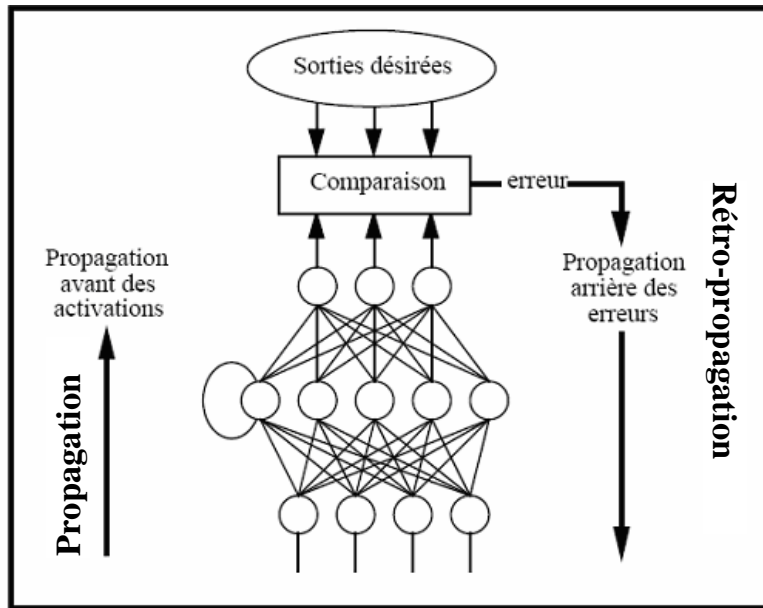 Sorties désirées
Comparaison
erreur
Propagation
avant des
activations
Propagation
Propagation
arrière des
erreurs
Rétro-propagation